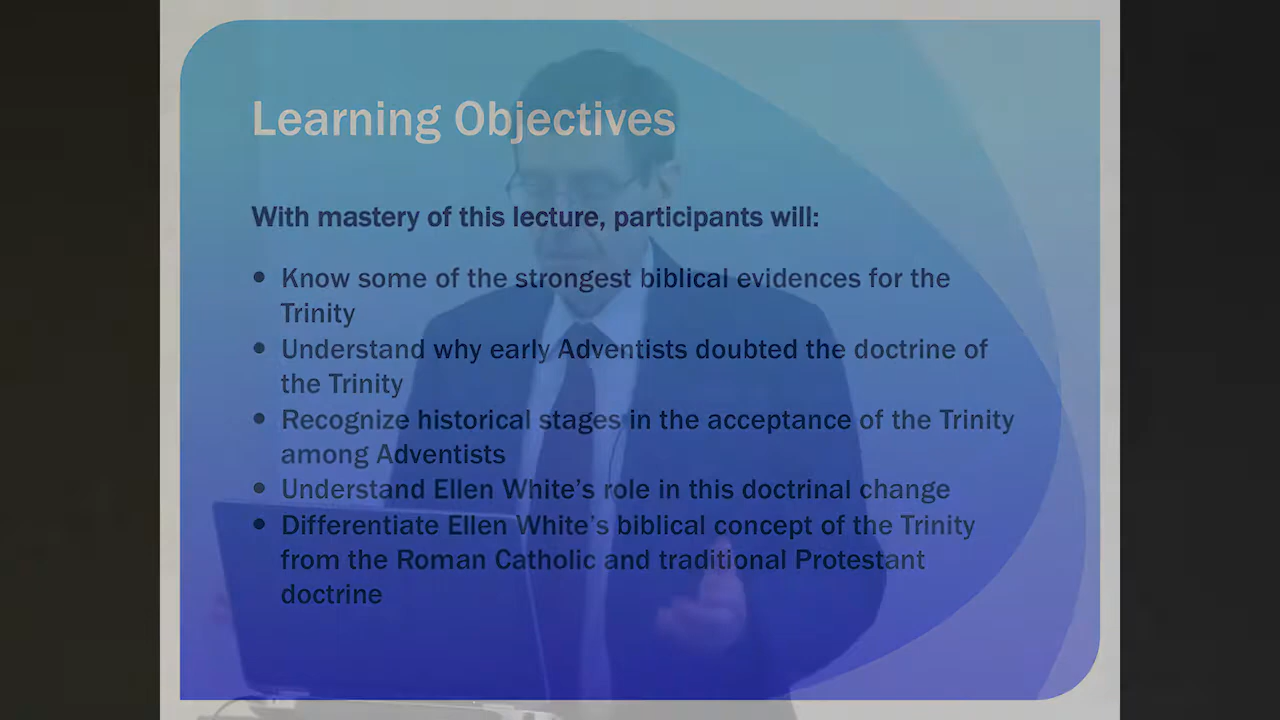 Learning Objectives
With mastery of this lecture, participants will:
• Know some of the strongest biblical evidences for the
Trinity
• Understand why early Adventists doubted the doctrine of
the Trinity
• Recognize historical stages in the acceptance of the Trinity
among Adventists
• Understand Ellen White’s role in this doctrinal change
• Differentiate Ellen White’s biblical concept of the Trinity
from the Roman Catholic and traditional Protestant
doctrine